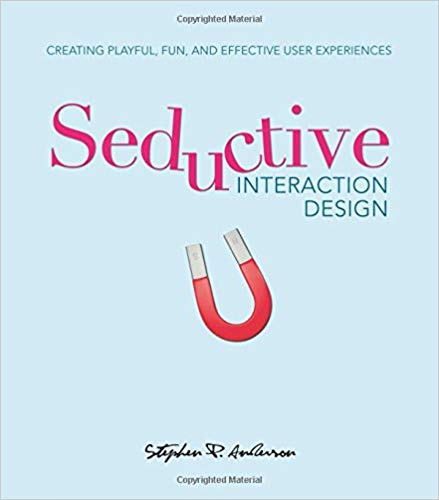 Copyrighted Material
CREATING PLAYFUL, FUN, AND EFFECTIVE USER EXPERIENCES
Seductive
INTERACTION
DESIGN
Stephen P. Anderson
Copyrighted Material